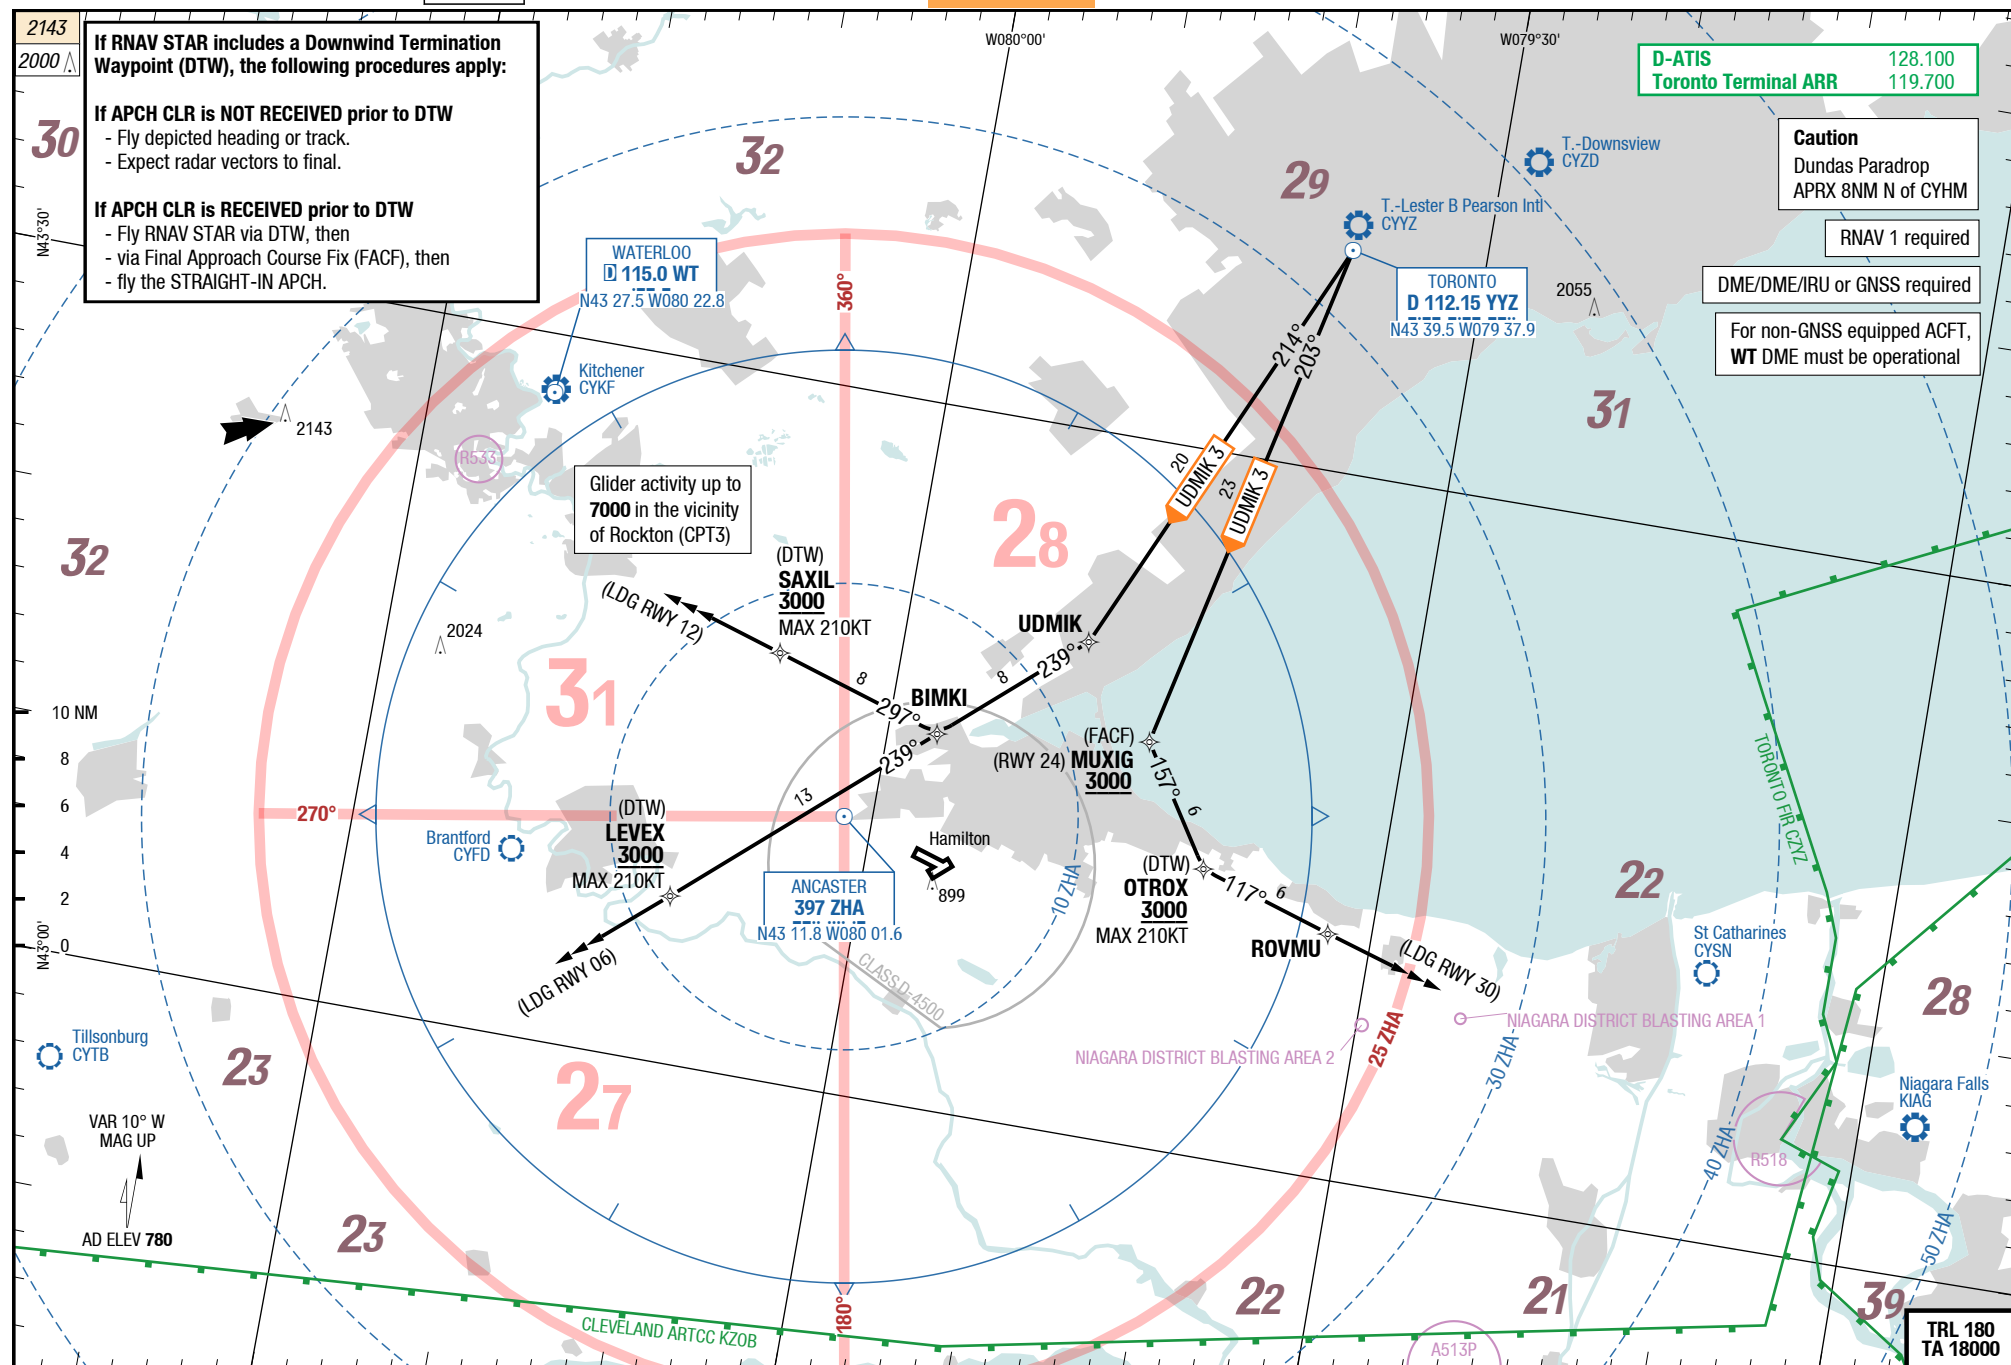 2143
2000
If RNAV STAR includes a Downwind Termination
Waypoint (DTW), the following procedures apply:
If APCH CLR is NOT RECEIVED prior to DTW
- Fly depicted heading or track.
- Expect radar vectors to final.
If APCH CLR is RECEIVED prior to DTW
- Fly RNAV STAR via DTW, then
- via Final Approach Course Fix (FACF), then
- fly the STRAIGHT-IN APCH.
W080°00'
W079°30'
D-ATIS 128.100
Toronto Terminal ARR 119.700
Caution
Dundas Paradrop
APRX 8NM N of CYHM
RNAV 1 required
DME/DME/IRU or GNSS required
For non-GNSS equipped ACFT,
WT DME must be operational
30
32
29
T.-Downsview
CYZD
T.-Lester B Pearson Intl
CYYZ
N43°30'
WATERLOO
D 115.0 WT
N43 27.5 W080 22.8
360°
TORONTO
D 112.15 YYZ
N43 39.5 W079 37.9
2055
214°
203°
Kitchener
CYKF
2143
R533
31
20
UDMIK 3
23
UDMIK 3
Glider activity up to
7000 in the vicinity
of Rockton (CPT3)
28
32
(DTW)
SAXIL
3000
MAX 210KT
(LDG RWY 12)
2024
UDMIK
239°
8
8
297°
BIMKI
31
239°
13
10 NM
8
6
4
2
0
(FACF)
(RWY 24) MUXIG
3000
157°
6
TORONTO FIR CZYZ
270°
(DTW)
LEVEX
3000
MAX 210KT
Brantford
CYFD
Hamilton
899
ANCASTER
397 ZHA
N43 11.8 W080 01.6
10 ZHA
(DTW)
OTROX
3000
MAX 210KT
117°
6
ROVMU
(LDG RWY 30)
22
St Catharines
CYSN
N43°00'
(LDG RWY 06)
CLASS D-4500
28
NIAGARA DISTRICT BLASTING AREA 1
NIAGARA DISTRICT BLASTING AREA 2
25 ZHA
30 ZHA
Tillsonburg
CYTB
23
27
Niagara Falls
KIAG
VAR 10° W
MAG UP
40 ZHA
R518
AD ELEV 780
23
50 ZHA
180°
22
21
39
CLEVELAND ARTCC KZOB
A513P
TRL 180
TA 18000